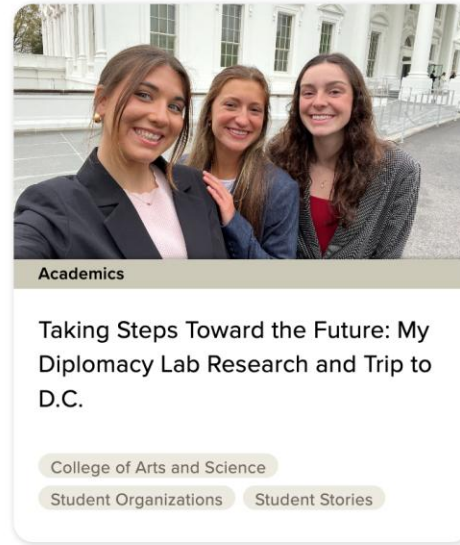 Academics
Taking Steps Toward the Future: My
Diplomacy Lab Research and Trip to
D.C.
College of Arts and Science
Student Organizations
Student Stories